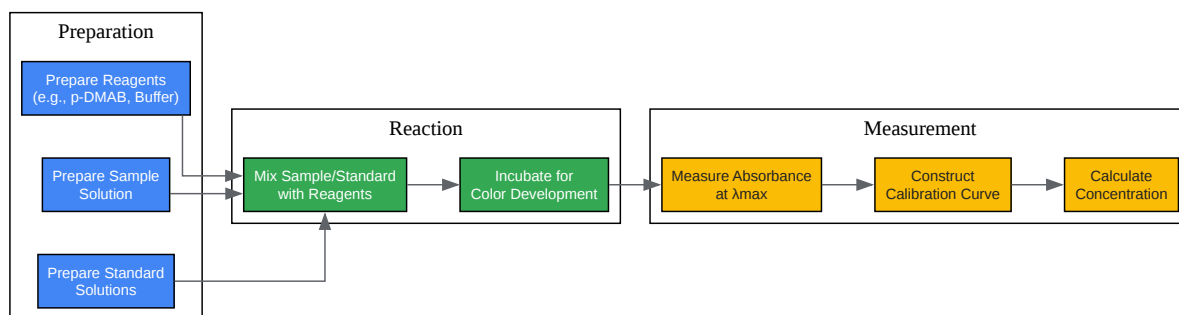 Preparation
Prepare Reagents
(e.g., p-DMAB, Buffer)
Prepare Sample
Solution
Prepare Standard
Solutions
Reaction
Mix Sample/Standard
with Reagents
Incubate for
Color Development
Measurement
Measure Absorbance
at λmax
Construct
Calibration Curve
Calculate
Concentration